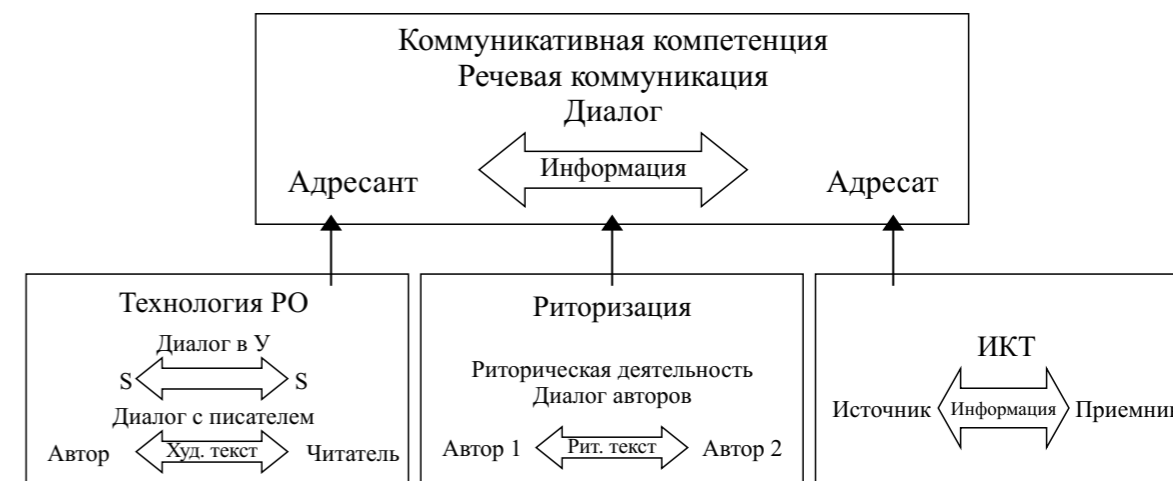 Коммуникативная компетенция
Речевая коммуникация
Диалог
Информация
Адресант
Адресат
Технология РО
Диалог в У
S
S
Диалог с писателем
Автор
Худ. текст
Читатель
Риторизация
Риторическая деятельность
Диалог авторов
Автор 1
Рит. текст
Автор 2
ИКТ
Источник
Информация
Приемник